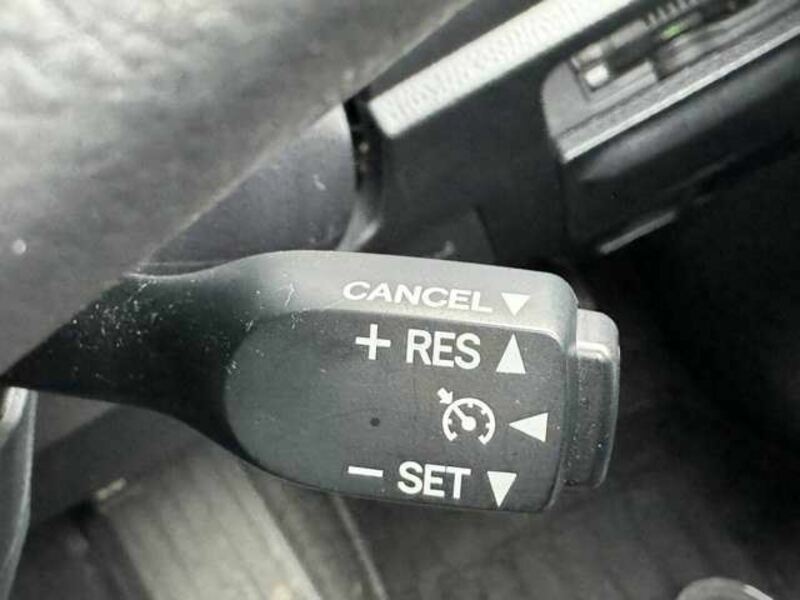 CANCEL ▼
+ RES ▲
◀
− SET ▼